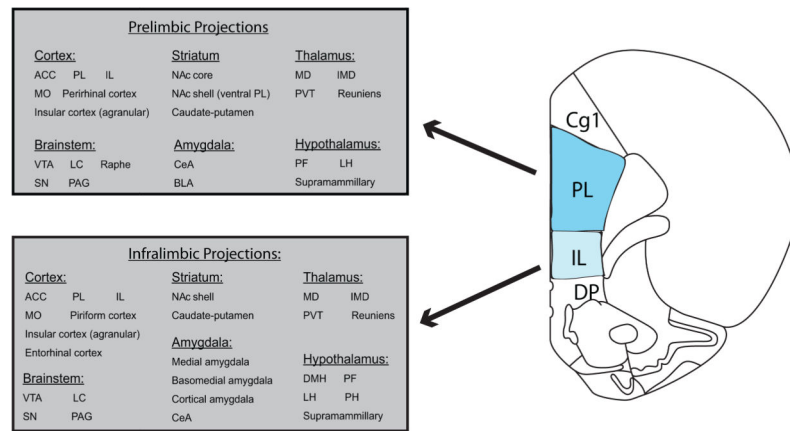 Prelimbic Projections
Cortex:
ACC PL IL
MO Perirhinal cortex
Insular cortex (agranular)
Striatum
NAc core
NAc shell (ventral PL)
Caudate-putamen
Thalamus:
MD IMD
PVT Reuniens
Brainstem:
VTA LC Raphe
SN PAG
Amygdala:
CeA
BLA
Hypothalamus:
PF LH
Supramammillary
Infralimbic Projections:
Cortex:
ACC PL IL
MO Piriform cortex
Insular cortex (agranular)
Entorhinal cortex
Brainstem:
VTA LC
SN PAG
Striatum:
NAc shell
Caudate-putamen
Amygdala:
Medial amygdala
Basomedial amygdala
Cortical amygdala
CeA
Thalamus:
MD IMD
PVT Reuniens
Hypothalamus:
DMH PF
LH PH
Supramammillary
Cg1
PL
IL
DP